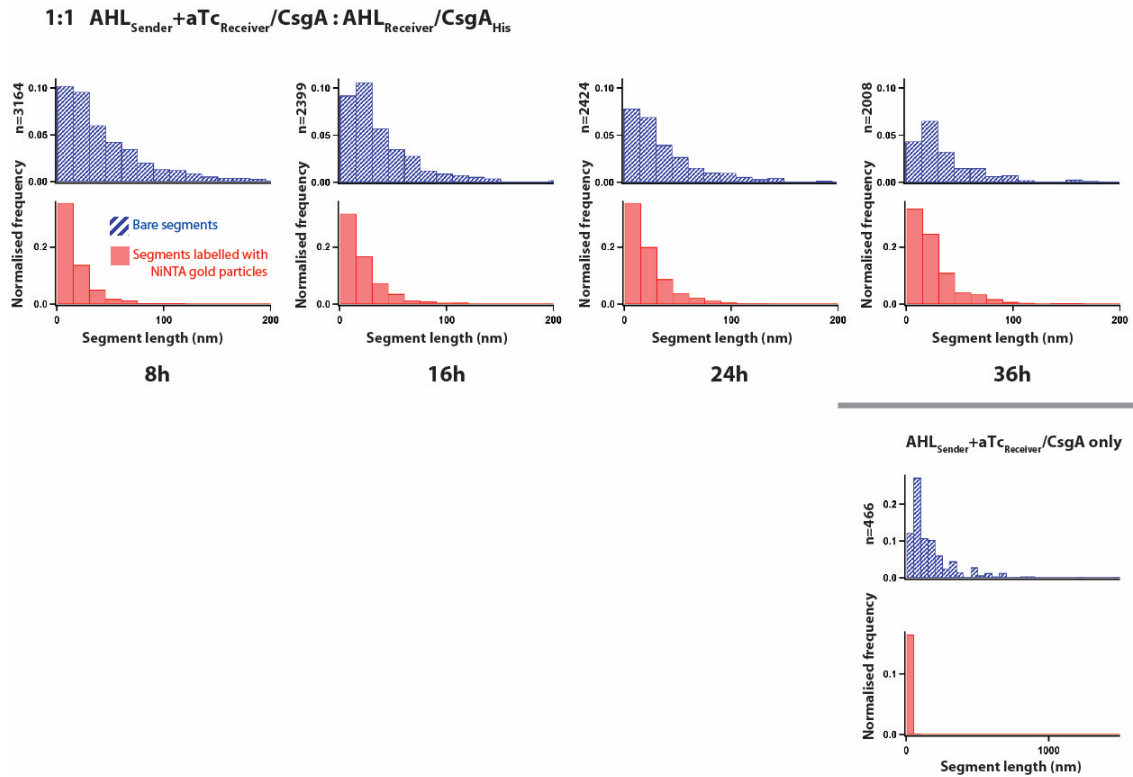 1:1 AHLSender+aTcReceiver/CsgA : AHLReceiver/CsgAHis
n=3164
0.10
0.05
0.00
n=2399
0.10
0.05
0.00
n=2424
0.10
0.05
0.00
n=2008
0.10
0.05
0.00
Normalised frequency
0.2
0.0
Bare segments
Segments labelled with
NiNTA gold particles
0 100 200
Segment length (nm)
8h
Normalised frequency
0.2
0.0
0 100 200
Segment length (nm)
16h
Normalised frequency
0.2
0.0
0 100 200
Segment length (nm)
24h
Normalised frequency
0.2
0.0
0 100 200
Segment length (nm)
36h
AHLSender+aTcReceiver/CsgA only
n=466
0.2
0.1
0.0
Normalised frequency
0.1
0.0
0 1000
Segment length (nm)